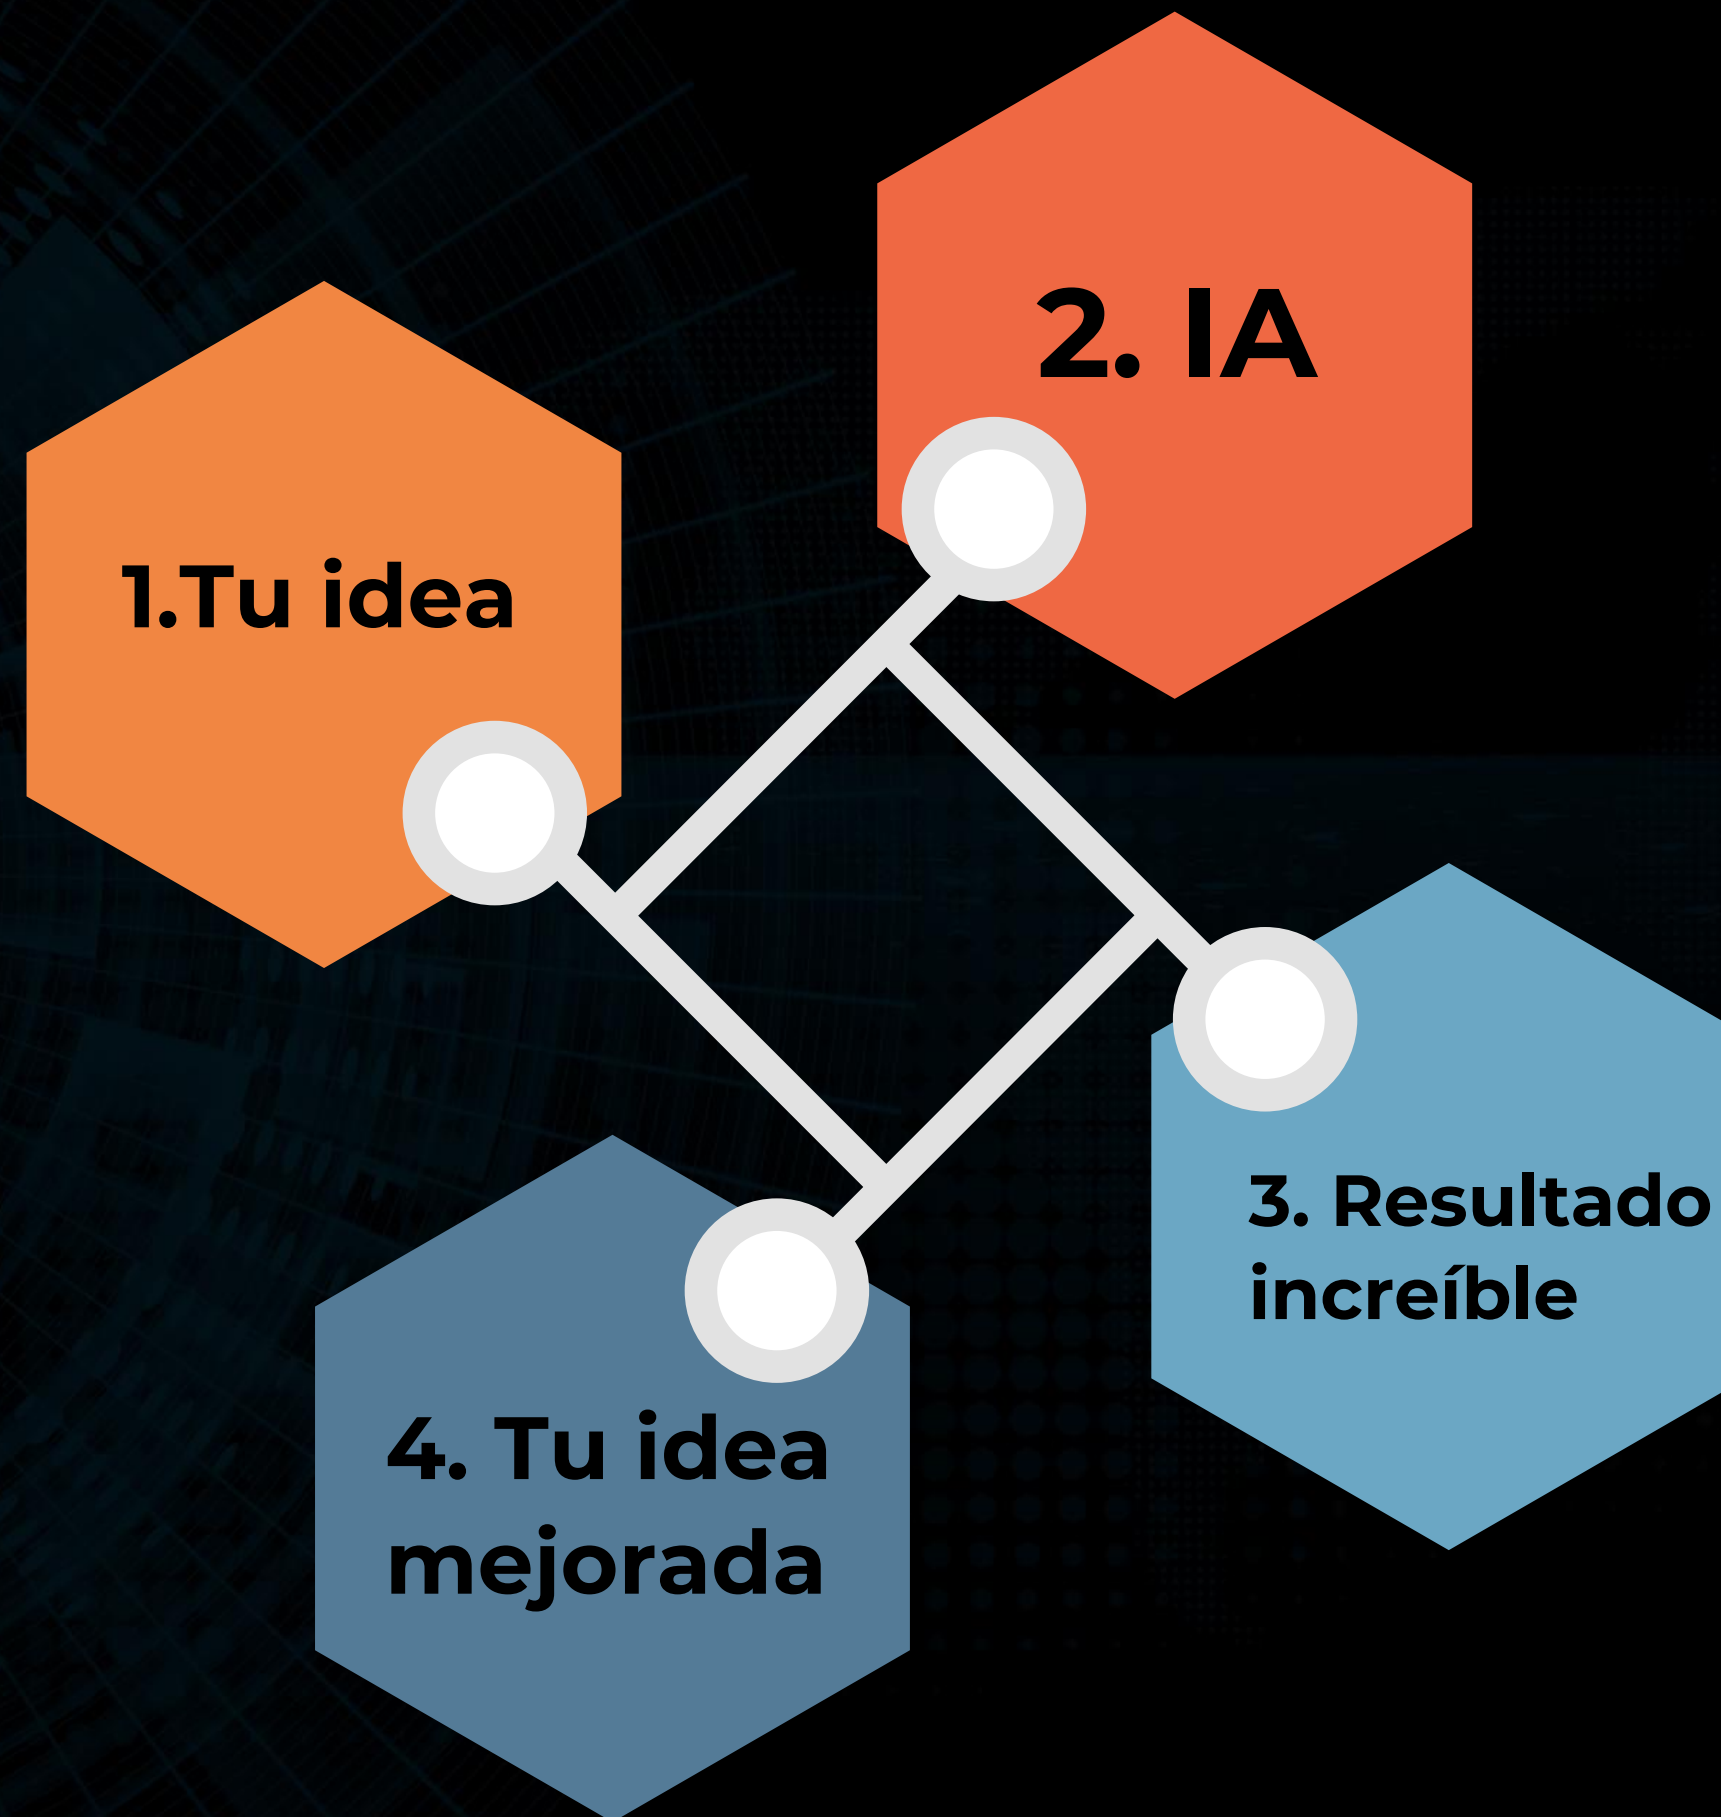 1.Tu idea
2. IA
3. Resultado
increíble
4. Tu idea
mejorada